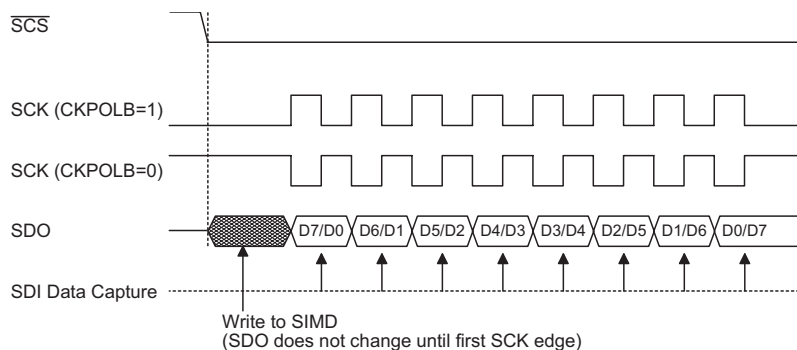 SCS
SCK (CKPOLB=1)
SCK (CKPOLB=0)
SDO D7/D0 D6/D1 D5/D2 D4/D3 D3/D4 D2/D5 D1/D6 D0/D7
SDI Data Capture
Write to SIMD
(SDO does not change until first SCK edge)